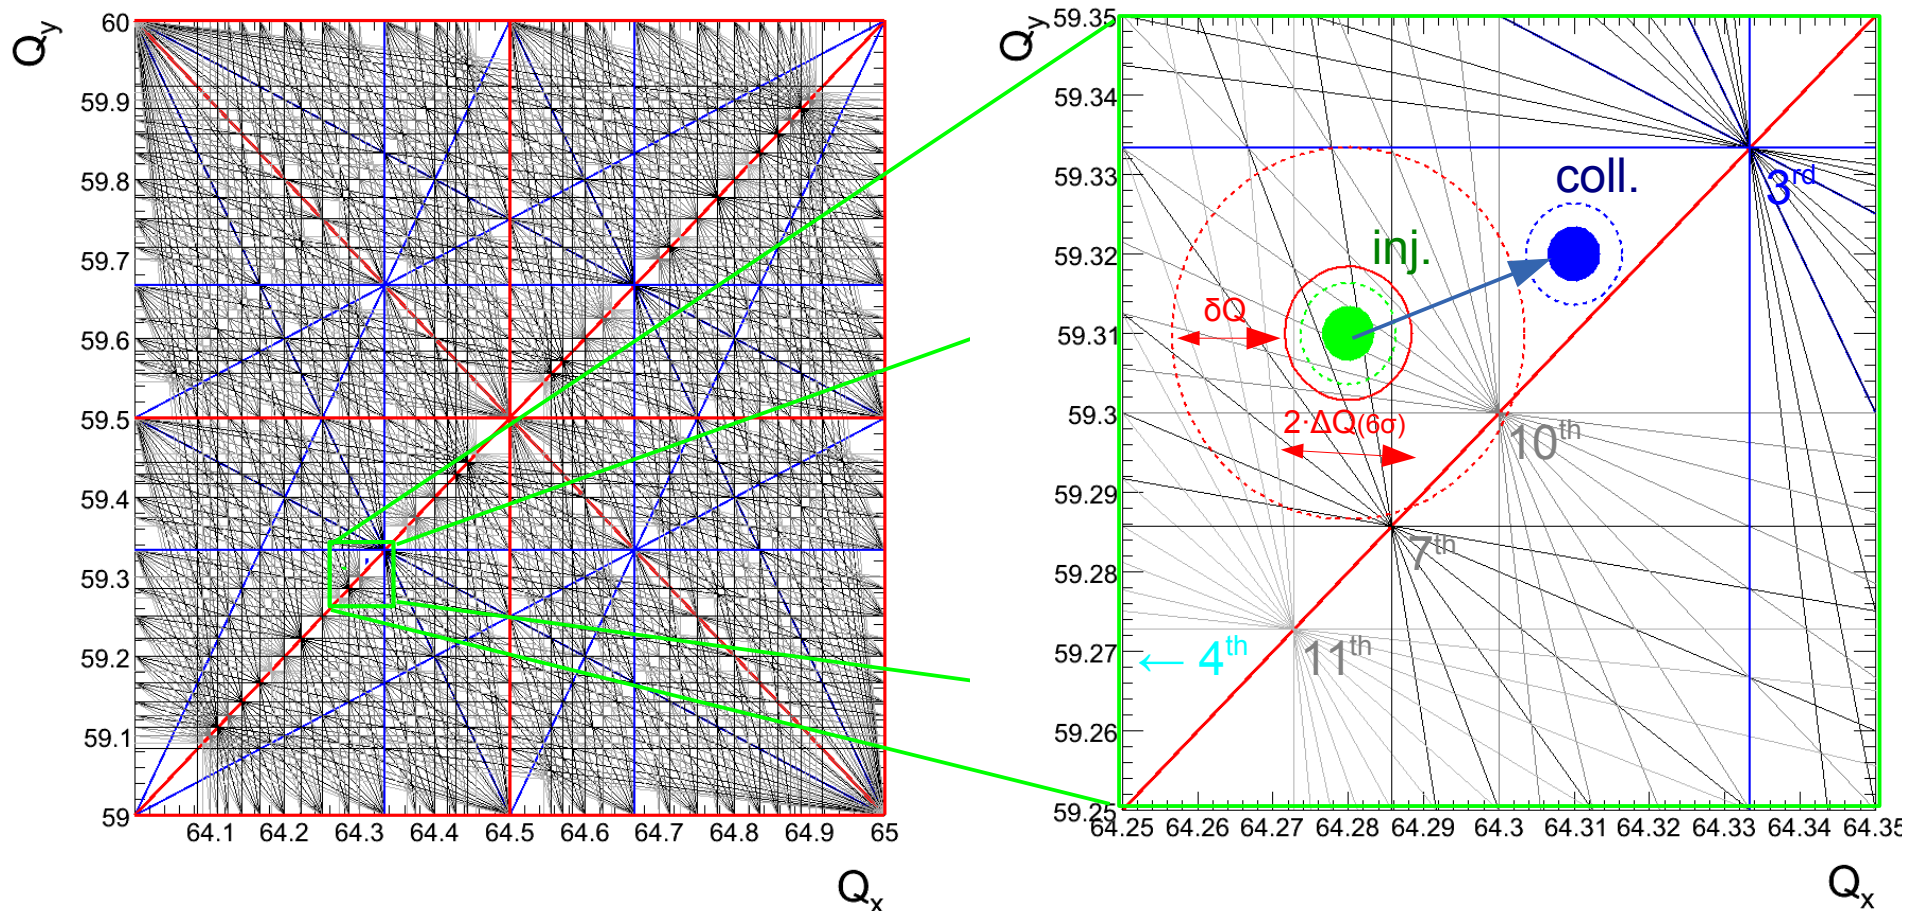 Qy
60
59.9
59.8
59.7
59.6
59.5
59.4
59.3
59.2
59.1
59
64.1 64.2 64.3 64.4 64.5 64.6 64.7 64.8 64.9 65
Qx
Qy
59.35
59.34
59.33
59.32
59.31
59.3
59.29
59.28
59.27
59.26
59.25
64.25 64.26 64.27 64.28 64.29 64.3 64.31 64.32 64.33 64.34 64.35
Qx
coll.
3rd
inj.
δQ
2·ΔQ(6σ)
10th
7th
← 4th
11th